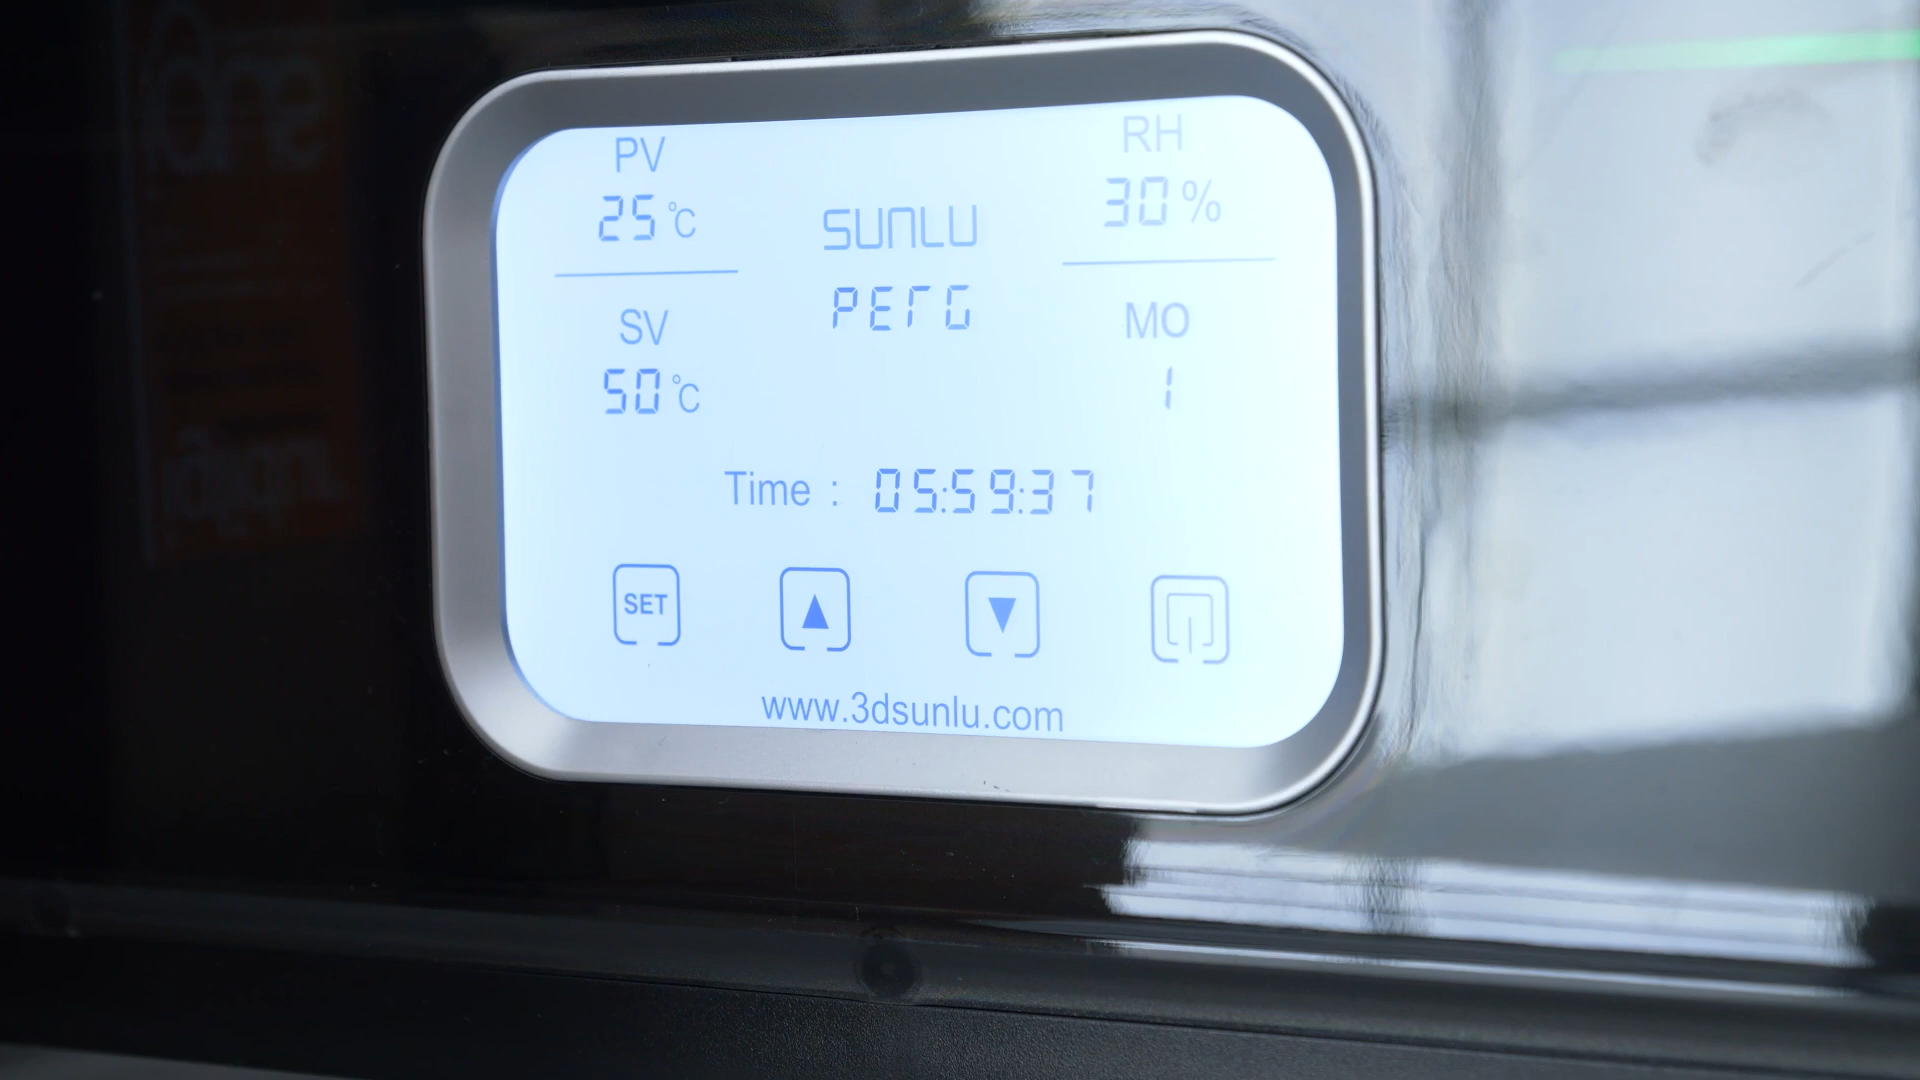 PV
25 °C
RH
30 %
SUNLU
PETG
SV
50 °C
MO
1
Time : 05:59:37
SET
www.3dsunlu.com